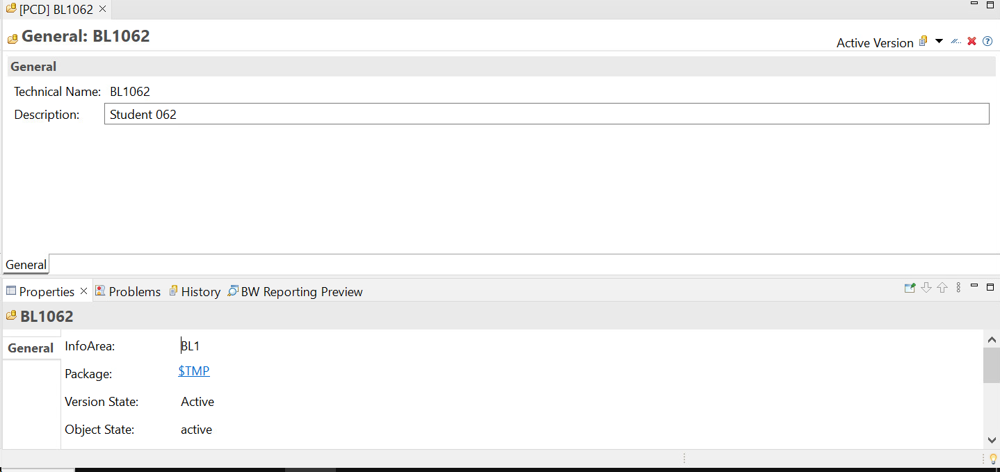 [PCD] BL1062
General: BL1062
Active Version
General
Technical Name: BL1062
Description: Student 062
General
Properties Problems History BW Reporting Preview
BL1062
General
InfoArea: BL1
Package: $TMP
Version State: Active
Object State: active